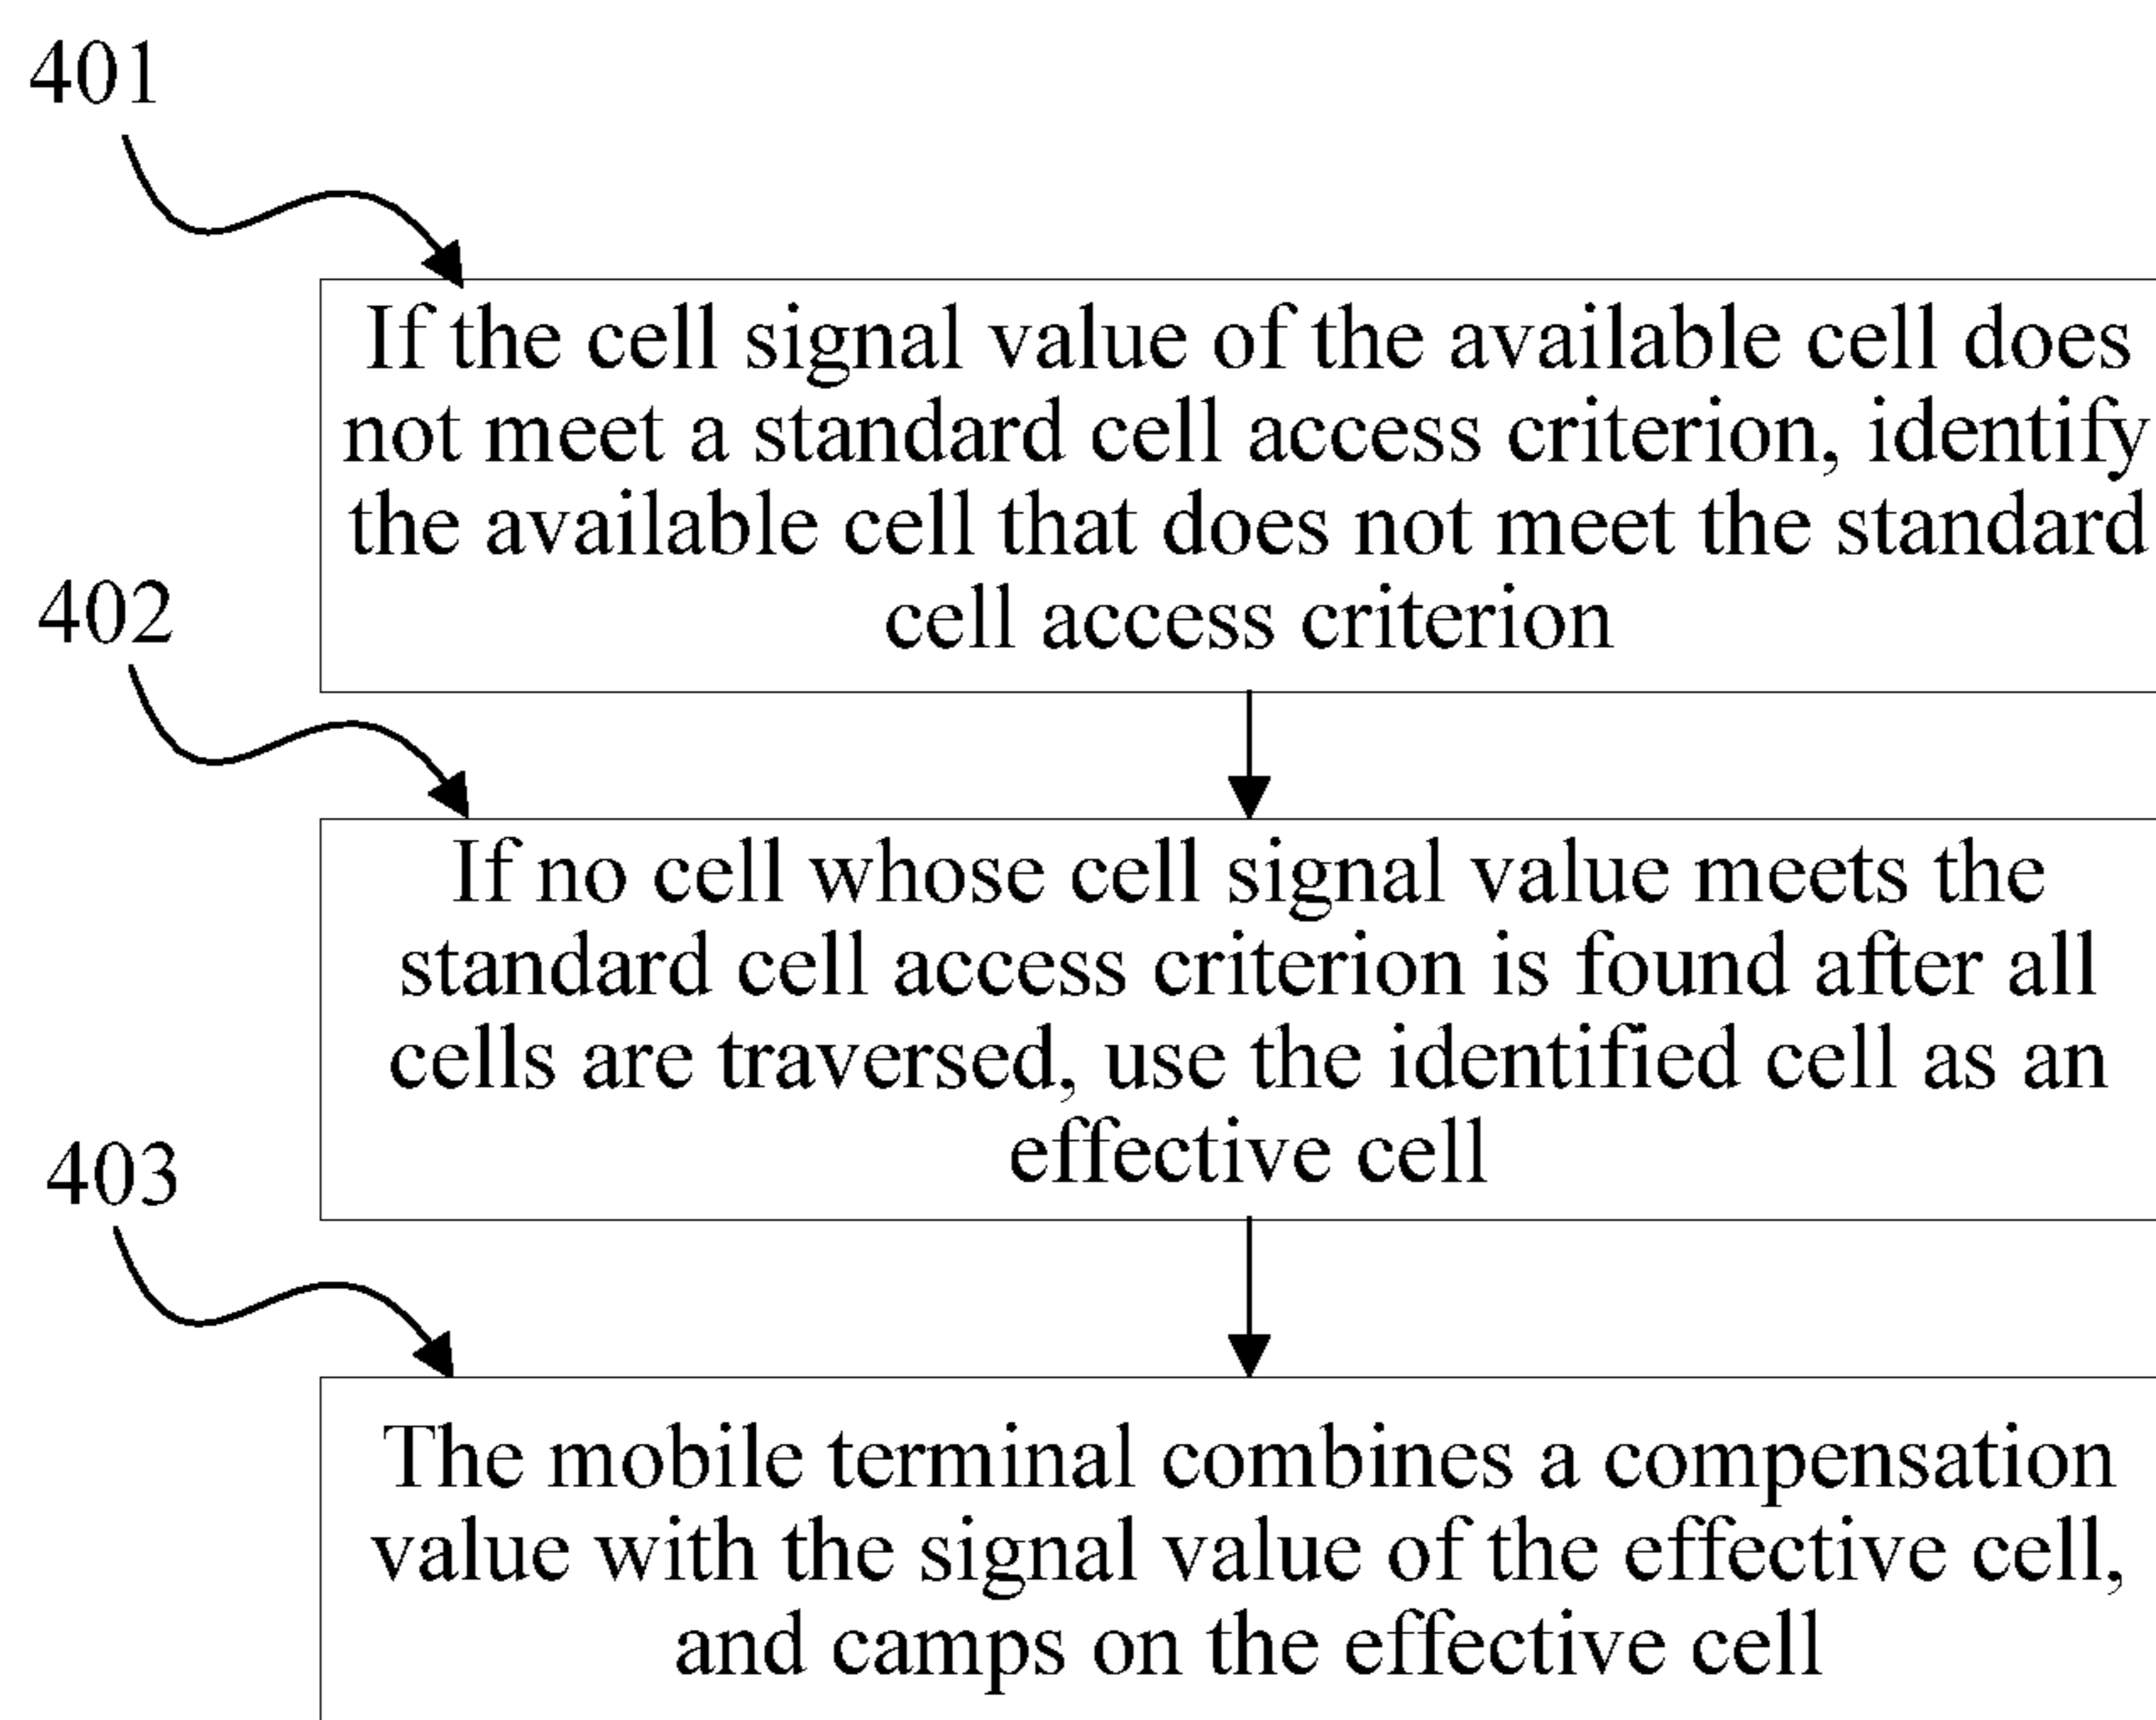 401
If the cell signal value of the available cell does
not meet a standard cell access criterion, identify
the available cell that does not meet the standard
cell access criterion
402
If no cell whose cell signal value meets the
standard cell access criterion is found after all
cells are traversed, use the identified cell as an
effective cell
403
The mobile terminal combines a compensation
value with the signal value of the effective cell,
and camps on the effective cell